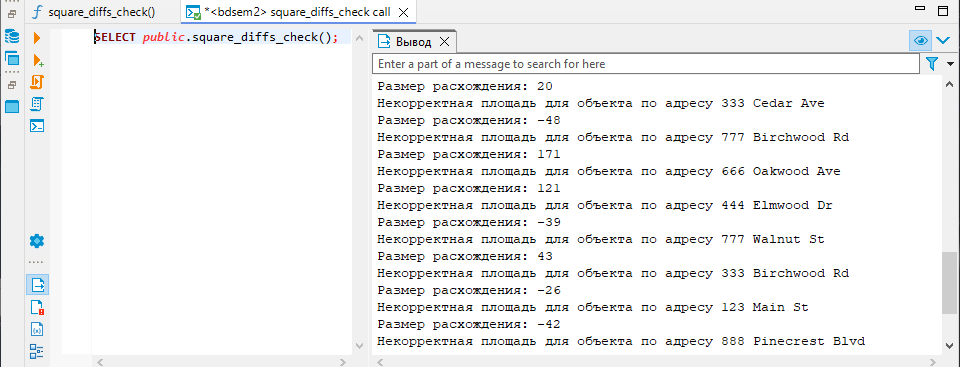 square_diffs_check()
*<bdsem2> square_diffs_check call
SELECT public.square_diffs_check();
Вывод
Enter a part of a message to search for here
Размер расхождения: 20
Некорректная площадь для объекта по адресу 333 Cedar Ave
Размер расхождения: -48
Некорректная площадь для объекта по адресу 777 Birchwood Rd
Размер расхождения: 171
Некорректная площадь для объекта по адресу 666 Oakwood Ave
Размер расхождения: 121
Некорректная площадь для объекта по адресу 444 Elmwood Dr
Размер расхождения: -39
Некорректная площадь для объекта по адресу 777 Walnut St
Размер расхождения: 43
Некорректная площадь для объекта по адресу 333 Birchwood Rd
Размер расхождения: -26
Некорректная площадь для объекта по адресу 123 Main St
Размер расхождения: -42
Некорректная площадь для объекта по адресу 888 Pinecrest Blvd